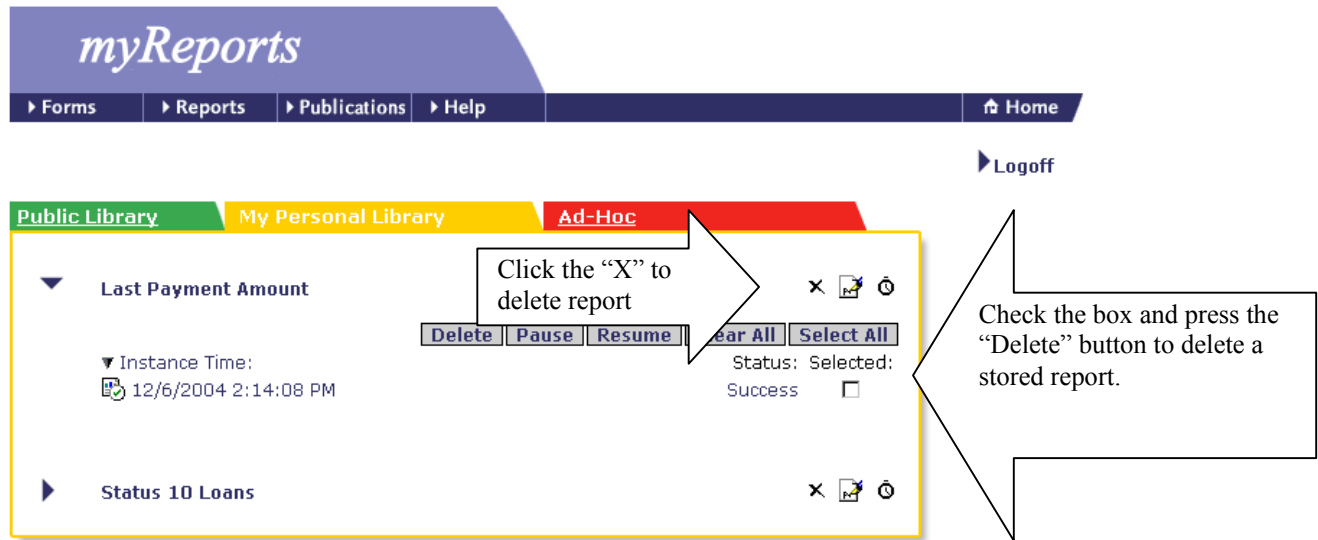 myReports
Forms Reports Publications Help Home
Logoff
Public Library My Personal Library Ad-Hoc
Click the “X” to
delete report
Last Payment Amount
Check the box and press the
“Delete” button to delete a
stored report.
Delete Pause Resume ear All Select All
Instance Time: Status: Selected:
12/6/2004 2:14:08 PM Success
Status 10 Loans